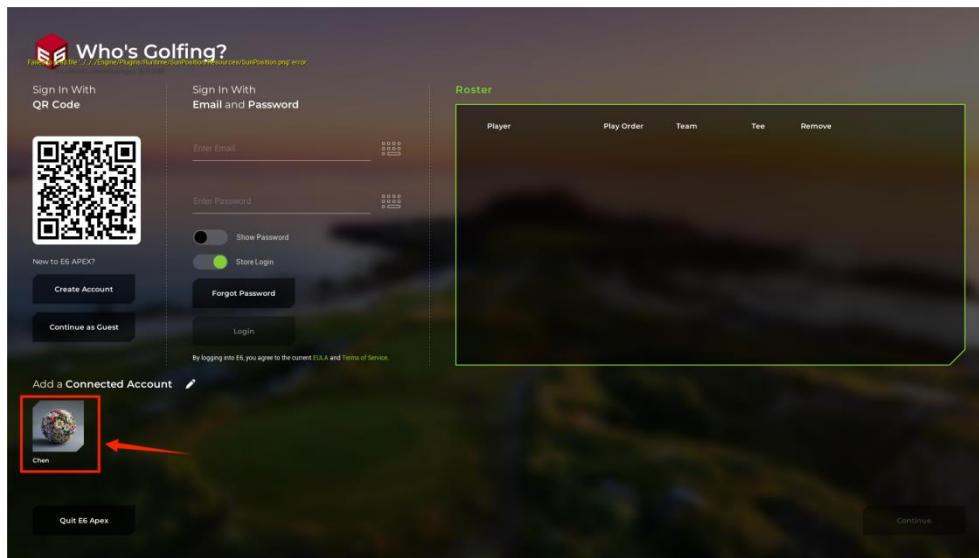 Who's Golfing?
Sign In With
QR Code
New to E6 APEX?
Create Account
Continue as Guest
Sign In With
Email and Password
Enter Email
Enter Password
Show Password
Store Login
Forgot Password
Login
By logging into E6, you agree to the current EULA and Terms of Service.
Roster
Player Play Order Team Tee Remove
Add a Connected Account
Chen
Quit E6 Apex
Continue